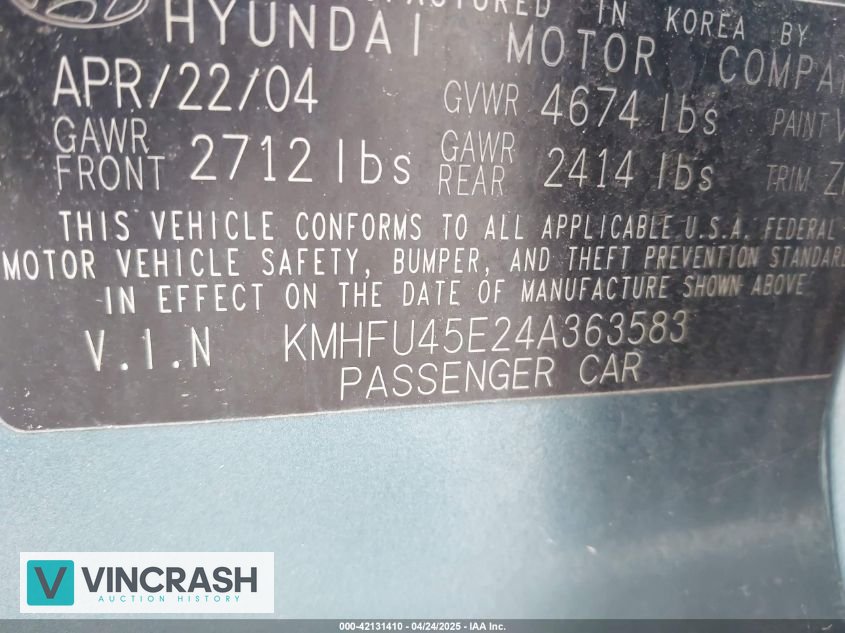 IN KOREA BY
HYUNDAI MOTOR
APR/22/04 GVWR 4674 lbs PAINT
GAWR FRONT 2712 lbs GAWR REAR 2414 lbs TRIM
THIS VEHICLE CONFORMS TO ALL APPLICABLE U.S.A. FEDERAL
MOTOR VEHICLE SAFETY, BUMPER, AND THEFT PREVENTION STANDARD
IN EFFECT ON THE DATE OF MANUFACTURE SHOWN ABOVE
V.I.N KMHFU45E24A363583
PASSENGER CAR
VINCRASH
AUCTION HISTORY
000-42131410 - 04/24/2025 - IAA Inc.